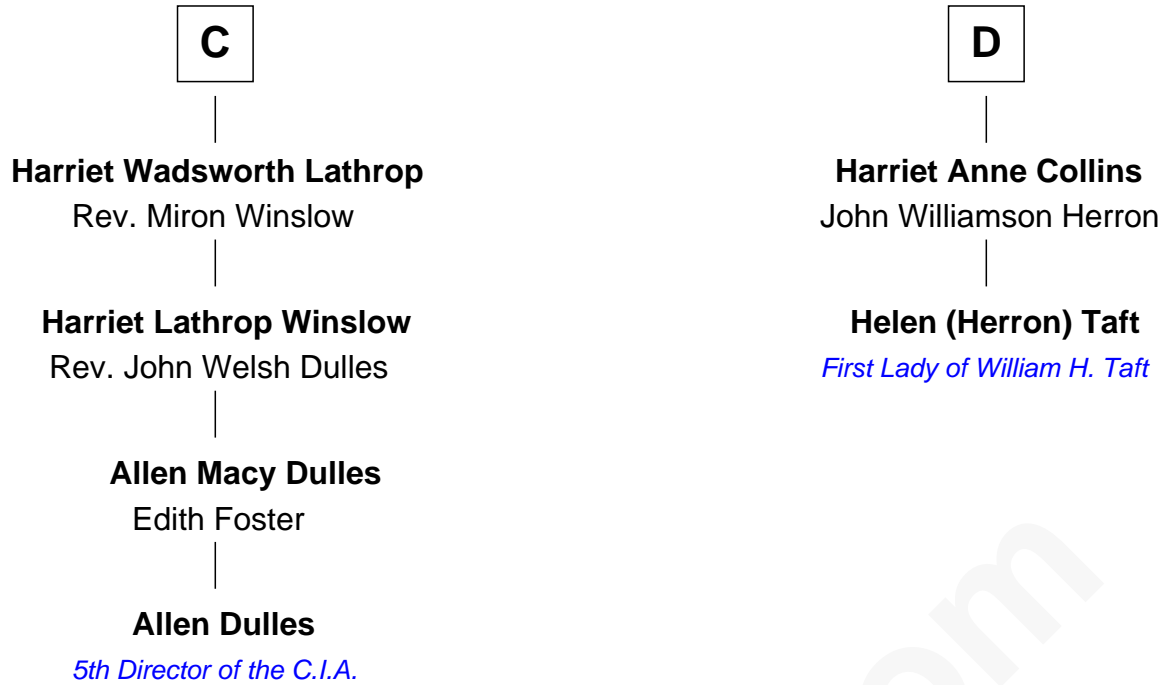 C
Harriet Wadsworth Lathrop
Rev. Miron Winslow
Harriet Lathrop Winslow
Rev. John Welsh Dulles
Allen Macy Dulles
Edith Foster
Allen Dulles
5th Director of the C.I.A.
D
Harriet Anne Collins
John Williamson Herron
Helen (Herron) Taft
First Lady of William H. Taft
om